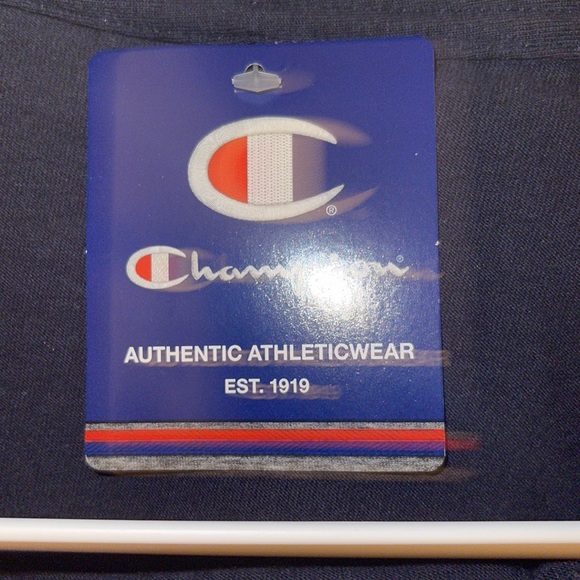 C®
Champion®
AUTHENTIC ATHLETICWEAR
EST. 1919